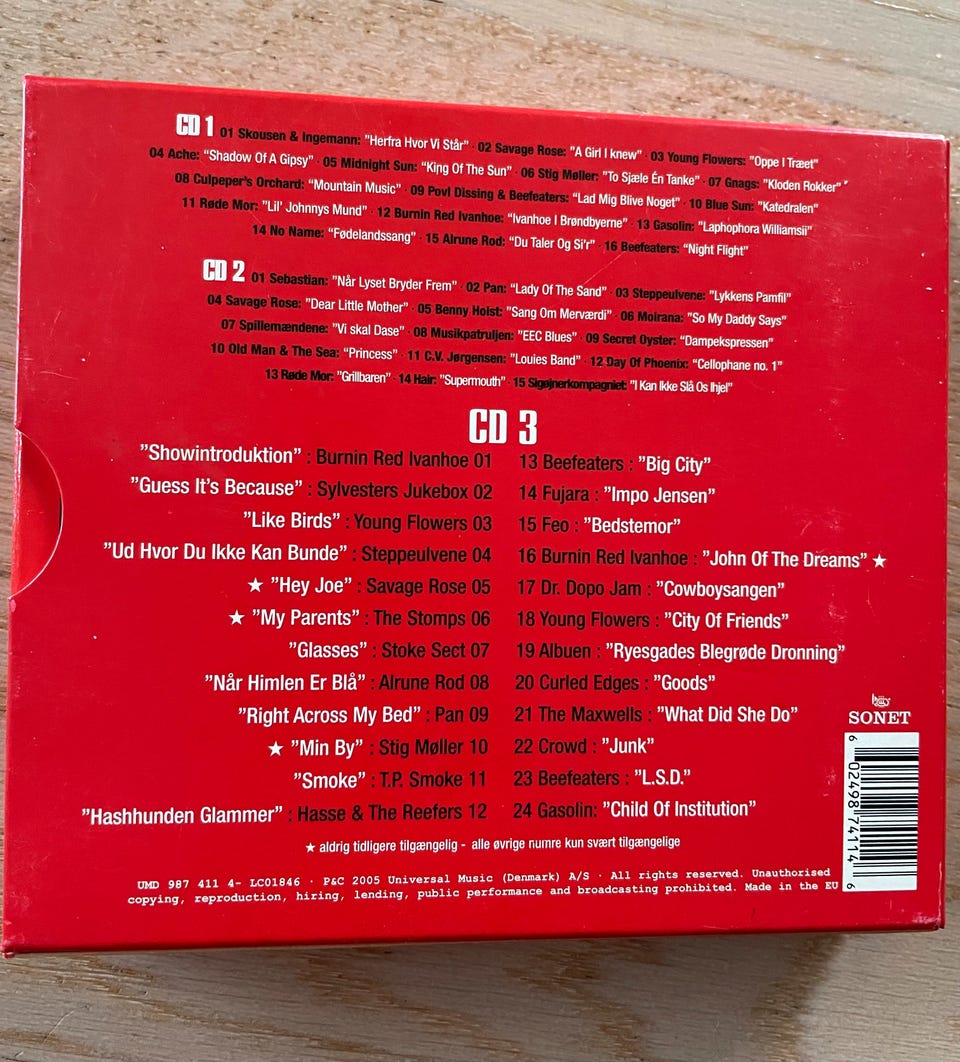 CD 1 01 Skousen & Ingemann: "Herfra Hvor Vi Står" · 02 Savage Rose: "A Girl I knew" · 03 Young Flowers: "Oppe I Træet"
04 Ache: "Shadow Of A Gipsy" · 05 Midnight Sun: "King Of The Sun" · 06 Stig Møller: "To Sjæle Én Tanke" · 07 Gnags: "Kloden Rokker"
08 Culpeper's Orchard: "Mountain Music" · 09 Povl Dissing & Beefeaters: "Lad Mig Blive Noget" · 10 Blue Sun: "Katedralen"
11 Røde Mor: "Lil' Johnnys Mund" · 12 Burnin Red Ivanhoe: "Ivanhoe I Brøndbyerne" · 13 Gasolin: "Laphophora Williamsii"
14 No Name: "Fødelandssang" · 15 Alrune Rod: "Du Taler Og Si'r" · 16 Beefeaters: "Night Flight"
CD 2 01 Sebastian: "Når Lyset Bryder Frem" · 02 Pan: "Lady Of The Sand" · 03 Steppeulvene: "Lykkens Pamfil"
04 Savage Rose: "Dear Little Mother" · 05 Benny Holst: "Sang Om Merværdi" · 06 Moirana: "So My Daddy Says"
07 Spillemændene: "Vi skal Dase" · 08 Musikpatruljen: "EEC Blues" · 09 Secret Oyster: "Dampekspressen"
10 Old Man & The Sea: "Princess" · 11 C.V. Jørgensen: "Louies Band" · 12 Day Of Phoenix: "Cellophane no. 1"
13 Røde Mor: "Grillbaren" · 14 Hair: "Supermouth" · 15 Sigøjnerkompagniet: "I Kan Ikke Slå Os Ihjel"
CD 3
"Showintroduktion" : Burnin Red Ivanhoe 01
"Guess It's Because" : Sylvesters Jukebox 02
"Like Birds" : Young Flowers 03
"Ud Hvor Du Ikke Kan Bunde" : Steppeulvene 04
★ "Hey Joe" : Savage Rose 05
★ "My Parents" : The Stomps 06
"Glasses" : Stoke Sect 07
"Når Himlen Er Blå" : Alrune Rod 08
"Right Across My Bed" : Pan 09
★ "Min By" : Stig Møller 10
"Smoke" : T.P. Smoke 11
"Hashhunden Glammer" : Hasse & The Reefers 12
13 Beefeaters : "Big City"
14 Fujara : "Impo Jensen"
15 Feo : "Bedstemor"
16 Burnin Red Ivanhoe : "John Of The Dreams" ★
17 Dr. Dopo Jam : "Cowboysangen"
18 Young Flowers : "City Of Friends"
19 Albuen : "Ryesgades Blegrøde Dronning"
20 Curled Edges : "Goods"
21 The Maxwells : "What Did She Do"
22 Crowd : "Junk"
23 Beefeaters : "L.S.D."
24 Gasolin: "Child Of Institution"
★ aldrig tidligere tilgængelig - alle øvrige numre kun svært tilgængelige
SONET
6 02498 74114 6
UMD 987 411 4- LC01846 · P&C 2005 Universal Music (Denmark) A/S · All rights reserved. Unauthorised
copying, reproduction, hiring, lending, public performance and broadcasting prohibited. Made in the EU